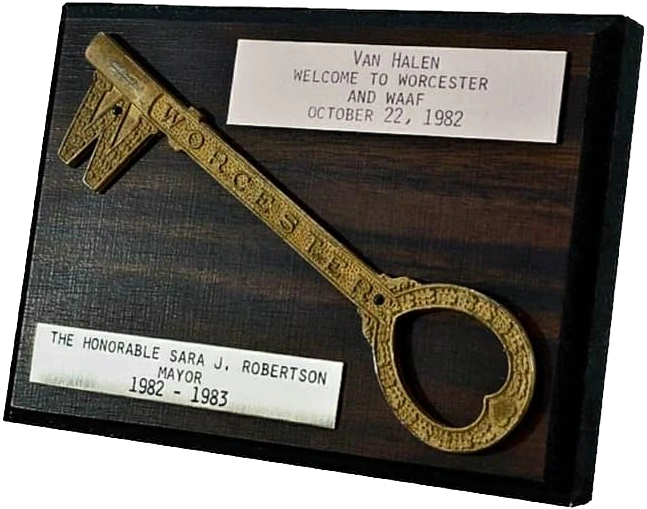 VAN HALEN
WELCOME TO WORCESTER
AND WAAF
OCTOBER 22, 1982
WORCESTER
THE HONORABLE SARA J. ROBERTSON
MAYOR
1982 - 1983